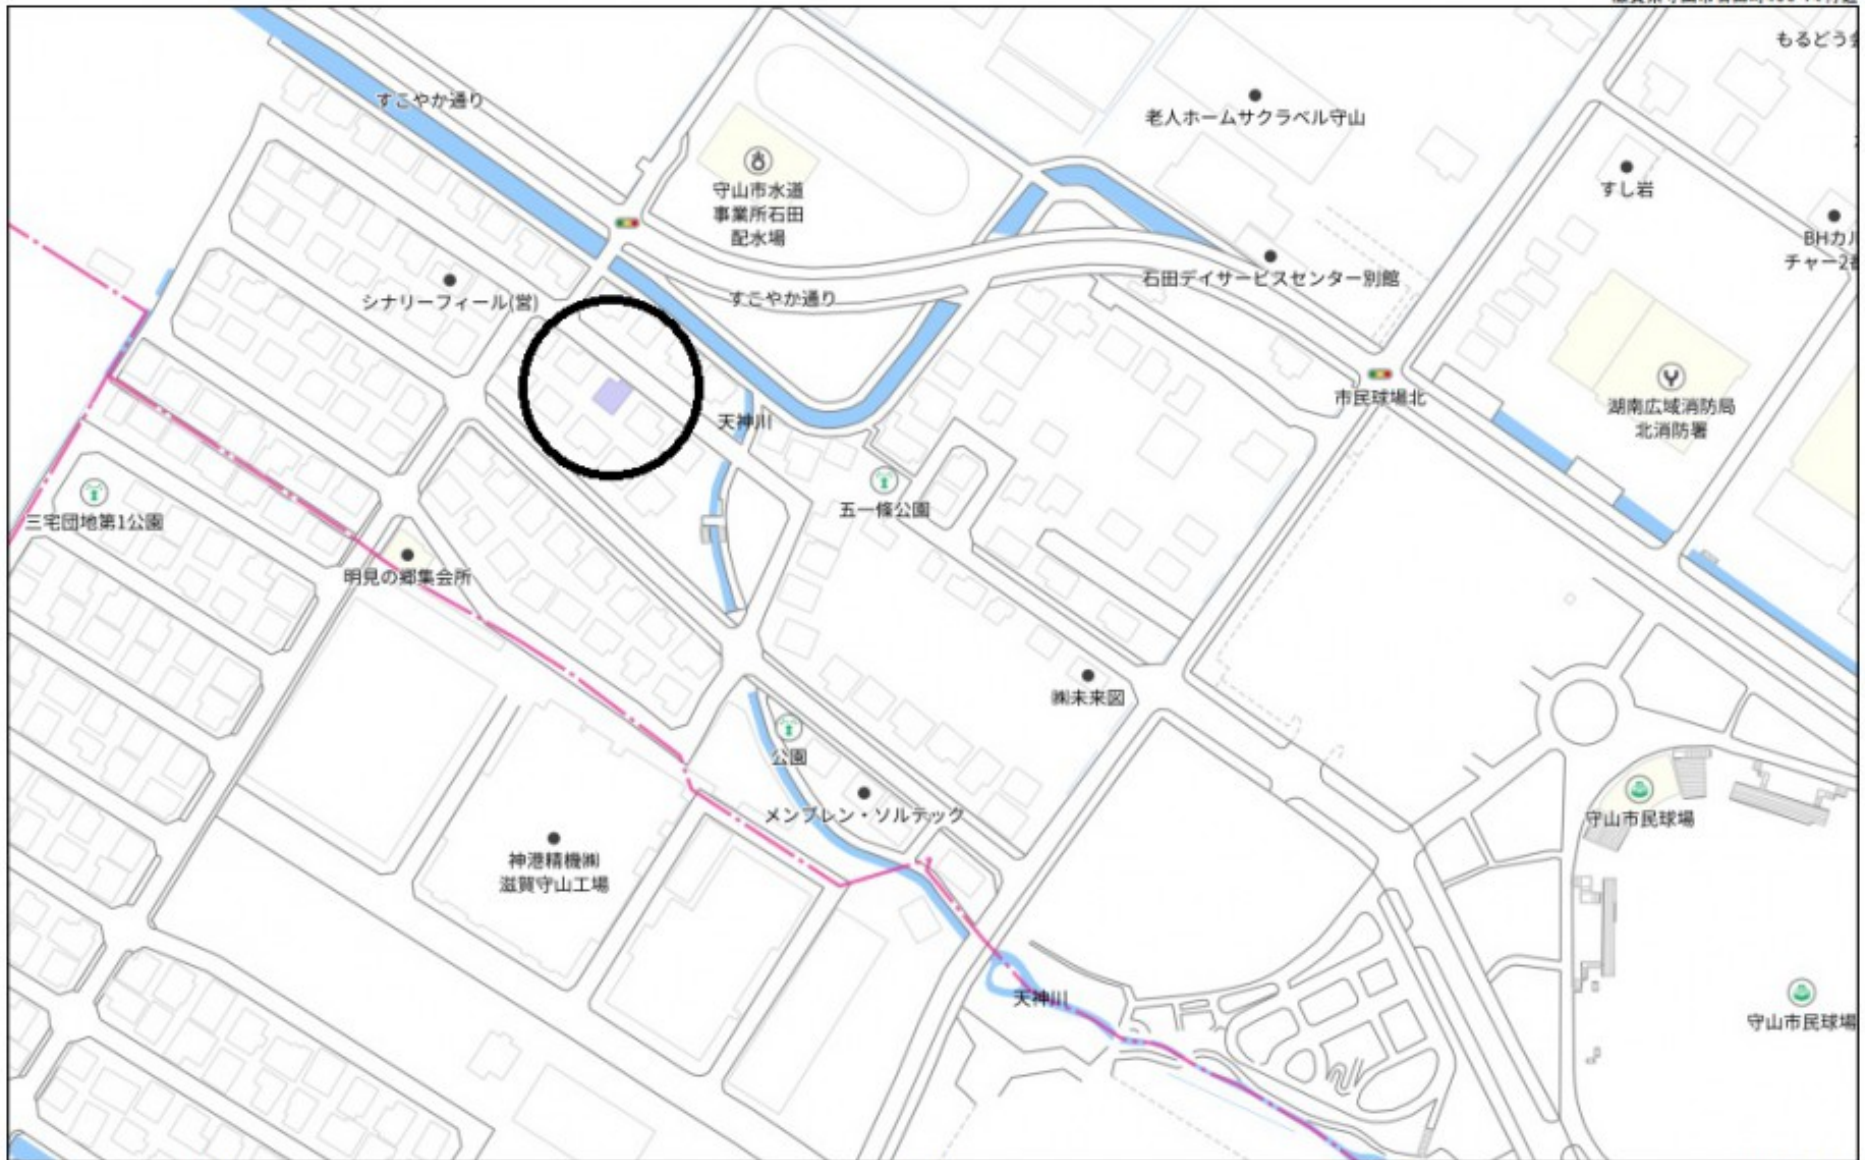 もるどう
すこやか通り
老人ホームサクラベル守山
すし岩
守山市水道
事業所石田
配水場
BHカル
チャー2
石田デイサービスセンター別館
シナリーフィール(営)
すこやか通り
市民球場北
湖南広域消防局
北消防署
天神川
五一條公園
三宅団地第1公園
明見の郷集会所
㈱未来図
公園
メンブレン・ソルテック
守山市民球場
神港精機㈱
滋賀守山工場
天神川
守山市民球場